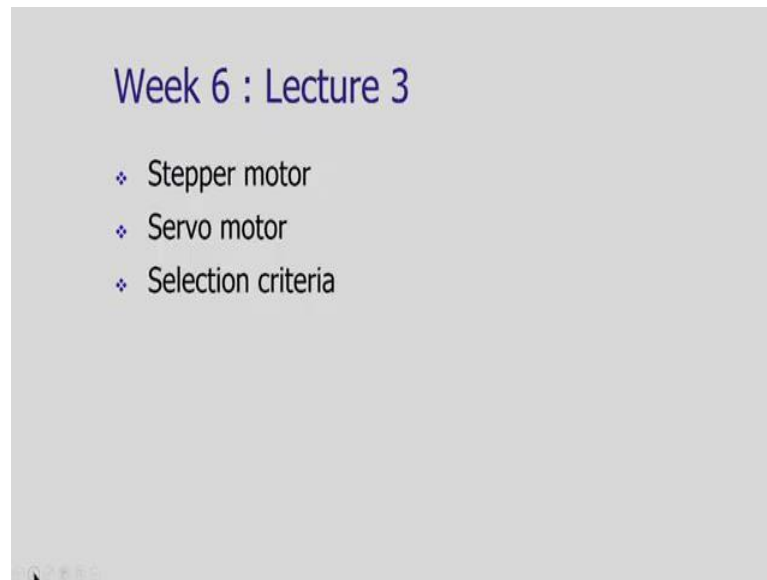 Week 6 : Lecture 3
Stepper motor
Servo motor
Selection criteria